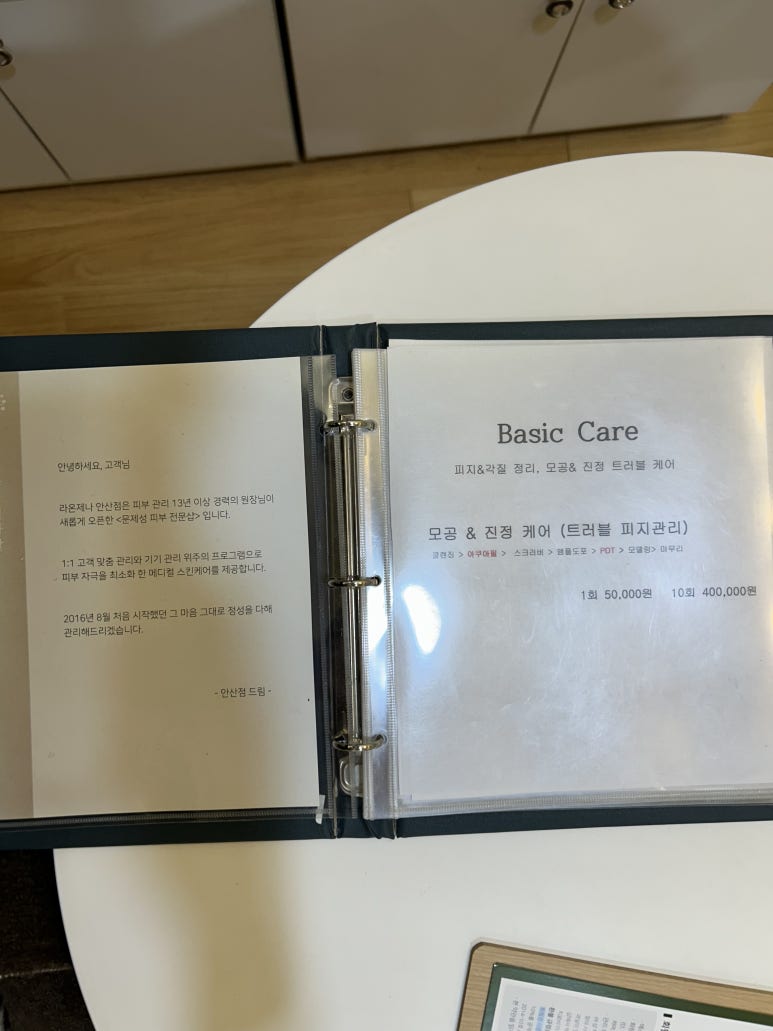 안녕하세요, 고객님
라온제나 안산점은 피부 관리 13년 이상 경력의 원장님이
새롭게 오픈한 <문제성 피부 전문샵> 입니다.
1:1 고객 맞춤 관리와 기기 관리 위주의 프로그램으로
피부 자극을 최소화 한 메디컬 스킨케어를 제공합니다.
2016년 8월 처음 시작했던 그 마음 그대로 정성을 다해
관리해드리겠습니다.
- 안산점 드림 -
Basic Care
피지&각질 정리, 모공& 진정 트러블 케어
모공 & 진정 케어 (트러블 피지관리)
클렌징 > 아쿠아필 > 스크러버 > 앰플도포 > PDT > 모델링> 마무리
1회 50,000원 10회 400,000원